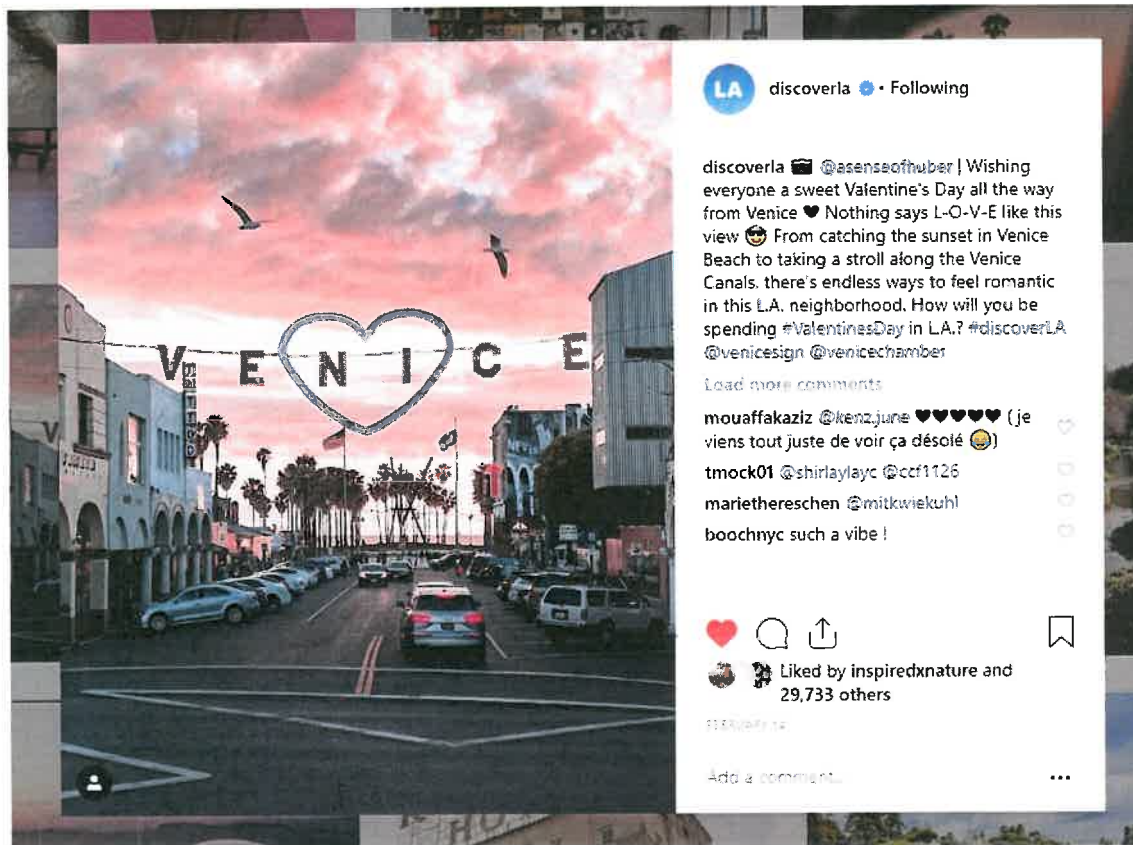 VENICE
LA
discoverla • Following
discoverla @asenseofhuber | Wishing
everyone a sweet Valentine's Day all the way
from Venice ♥ Nothing says L-O-V-E like this
view 😎 From catching the sunset in Venice
Beach to taking a stroll along the Venice
Canals, there's endless ways to feel romantic
in this L.A. neighborhood. How will you be
spending #ValentinesDay in L.A.? #discoverLA
@venicesign @venicechamber
Load more comments
mouaffakaziz @kenz.june ♥♥♥♥♥ (je
viens tout juste de voir ça désolé 😂)
tmock01 @shirlaylayc @ccf1126
mariethereschen @mitkwiekuhl
boochnyc such a vibe !
Liked by inspiredxnature and
29,733 others
FEBRUARY 14
Add a comment...